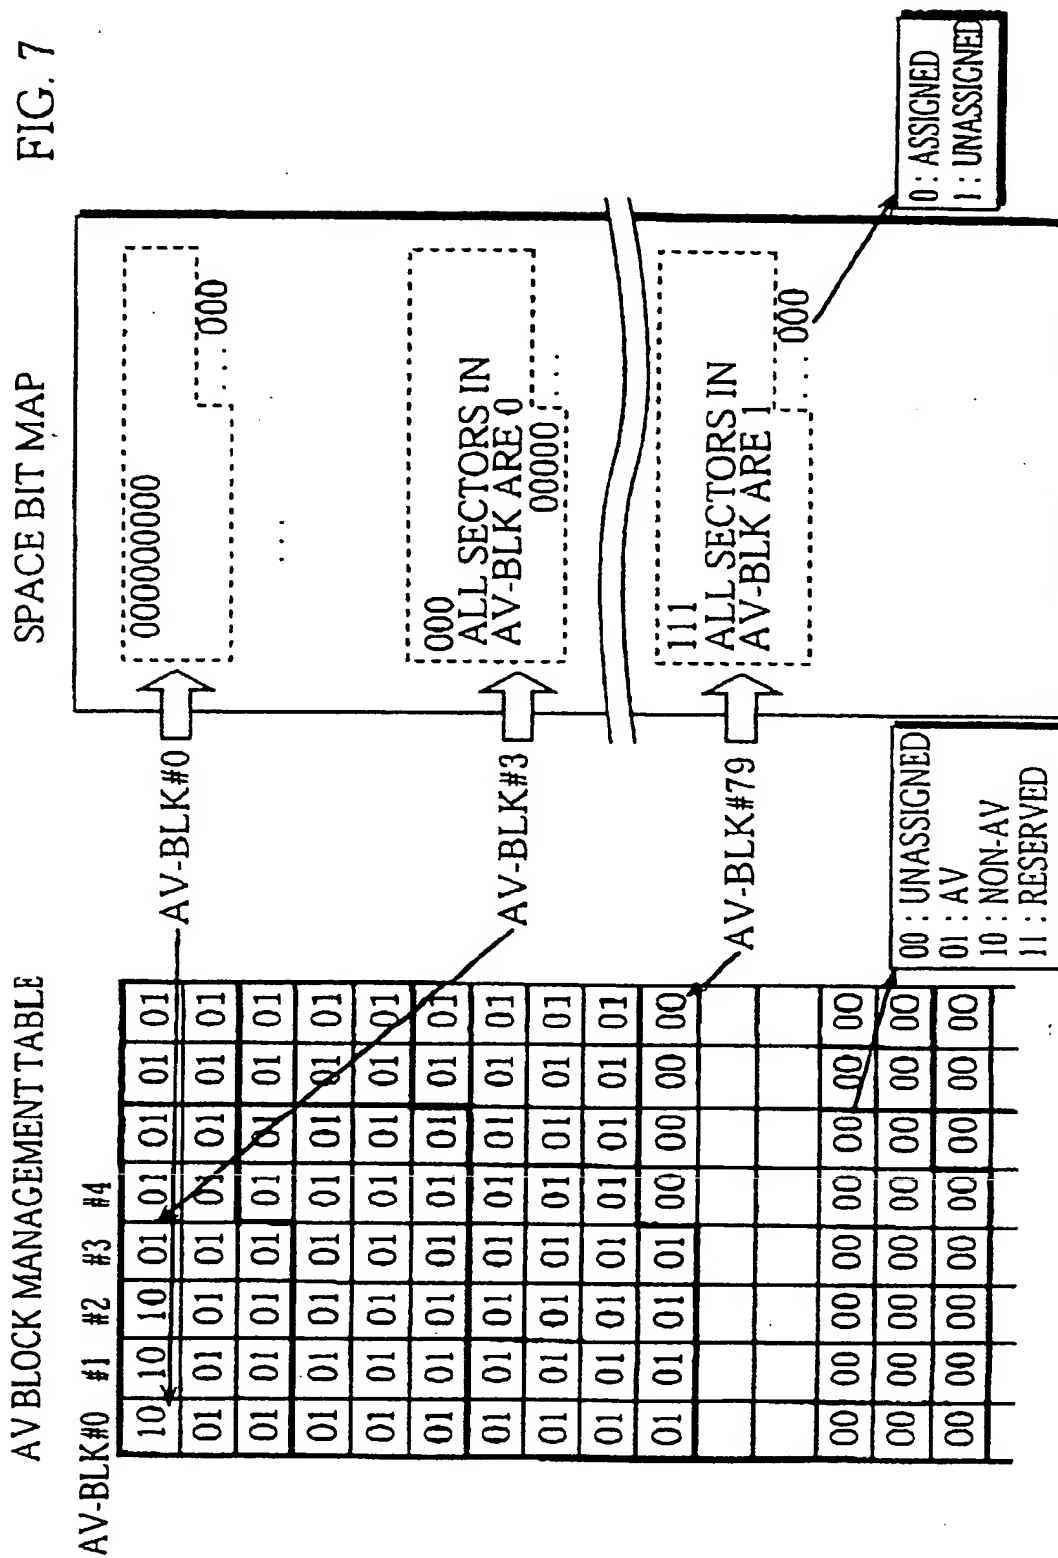 FIG. 7
AV BLOCK MANAGEMENT TABLE
AV-BLK#0 #1 #2 #3 #4
10 10 10 01 01 01 01 01
01 01 01 01 01 01 01 01
01 01 01 01 01 01 01 01
01 01 01 01 01 01 01 01
01 01 01 01 01 01 01 01
01 01 01 01 01 01 01 01
01 01 01 01 01 01 01 01
01 01 01 01 01 01 01 01
01 01 01 01 01 01 01 01
01 01 01 01 00 00 00 00
00 00 00 00 00 00 00 00
00 00 00 00 00 00 00 00
00 00 00 00 00 00 00 00
00 : UNASSIGNED
01 : AV
10 : NON-AV
11 : RESERVED
AV-BLK#0
AV-BLK#3
AV-BLK#79
SPACE BIT MAP
000000000
...000
...
000
ALL SECTORS IN
AV-BLK ARE 0
00000...
111
ALL SECTORS IN
AV-BLK ARE 1
...000
0 : ASSIGNED
1 : UNASSIGNED